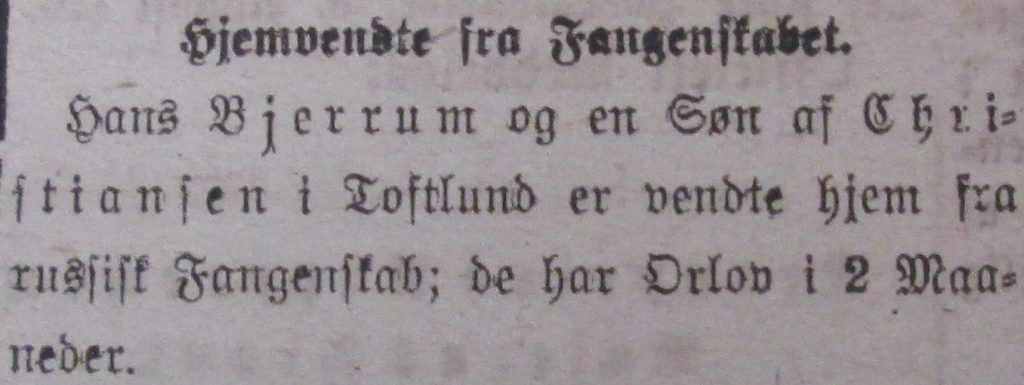 Hjemvendte fra Fangenskabet.
Hans Bjerrum og en Søn af Chri-
stiansen i Toftlund er vendte hjem fra
russisk Fangenskab; de har Orlov i 2 Maa-
neder.